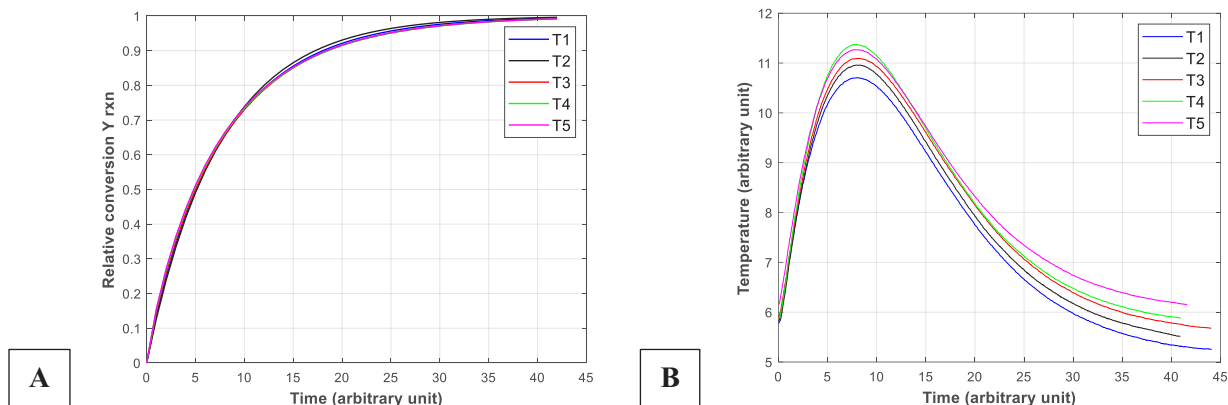 1
0.9
0.8
0.7
0.6
0.5
0.4
0.3
0.2
0.1
0
Relative conversion Y rxn
0 5 10 15 20 25 30 35 40 45
Time (arbitrary unit)
T1
T2
T3
T4
T5
A
12
11
10
9
8
7
6
5
Temperature (arbitrary unit)
0 5 10 15 20 25 30 35 40 45
Time (arbitrary unit)
T1
T2
T3
T4
T5
B